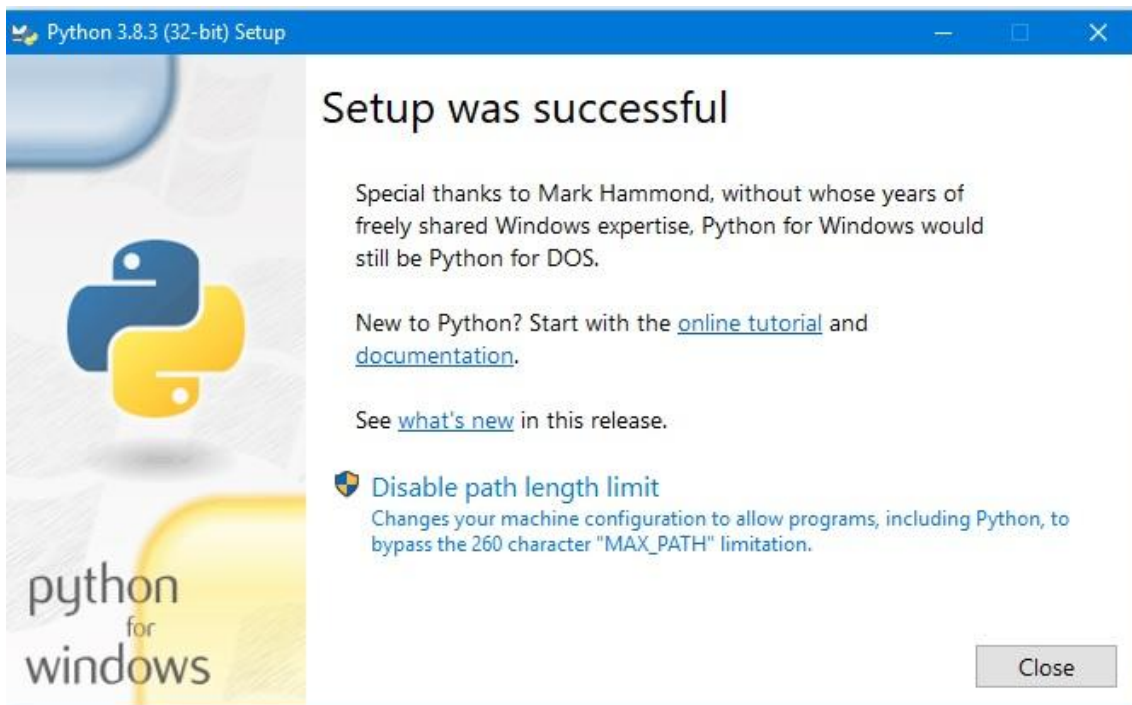 Python 3.8.3 (32-bit) Setup
Setup was successful
Special thanks to Mark Hammond, without whose years of
freely shared Windows expertise, Python for Windows would
still be Python for DOS.
New to Python? Start with the online tutorial and
documentation.
See what's new in this release.
Disable path length limit
Changes your machine configuration to allow programs, including Python, to
bypass the 260 character "MAX_PATH" limitation.
python
for
windows
Close